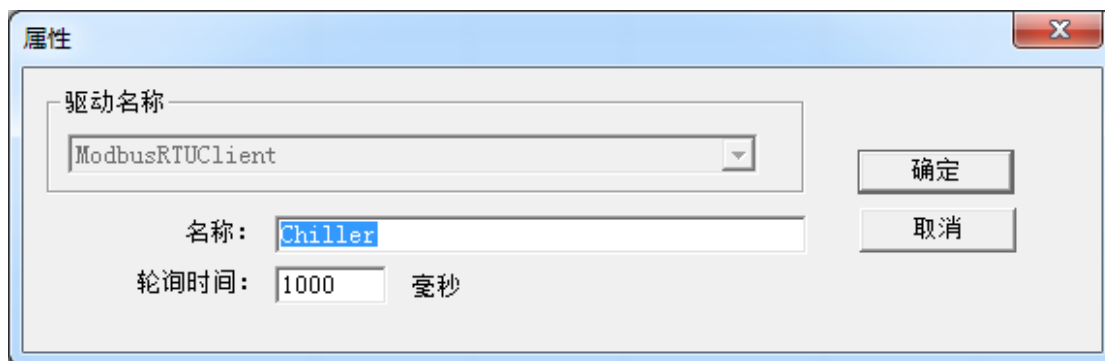 属性
驱动名称
ModbusRTUClient
确定
名称： Chiller
取消
轮询时间： 1000 毫秒